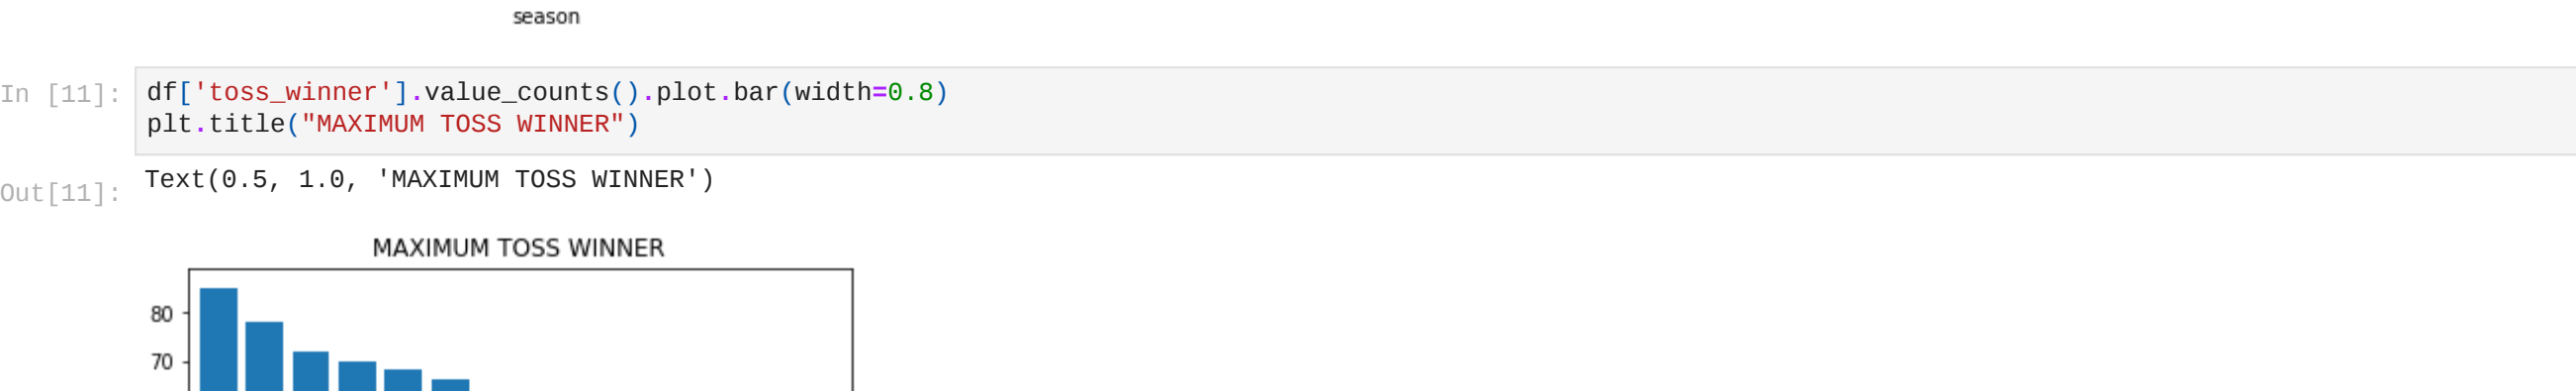 season
In [11]:
df['toss_winner'].value_counts().plot.bar(width=0.8)
plt.title("MAXIMUM TOSS WINNER")
Out[11]:
Text(0.5, 1.0, 'MAXIMUM TOSS WINNER')
MAXIMUM TOSS WINNER
80
70